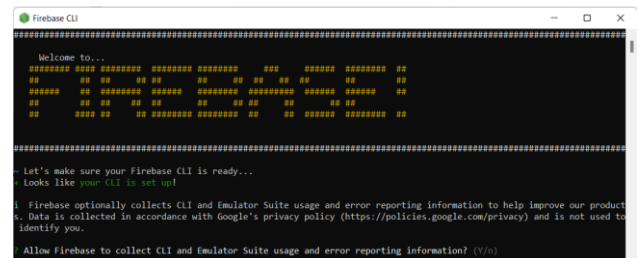 Firebase CLI
Welcome to...
FIREBASE!
~ Let's make sure your Firebase CLI is ready...
+ Looks like your CLI is set up!
i  Firebase optionally collects CLI and Emulator Suite usage and error reporting information to help improve our product
s. Data is collected in accordance with Google's privacy policy (https://policies.google.com/privacy) and is not used to
identify you.
? Allow Firebase to collect CLI and Emulator Suite usage and error reporting information? (Y/n)